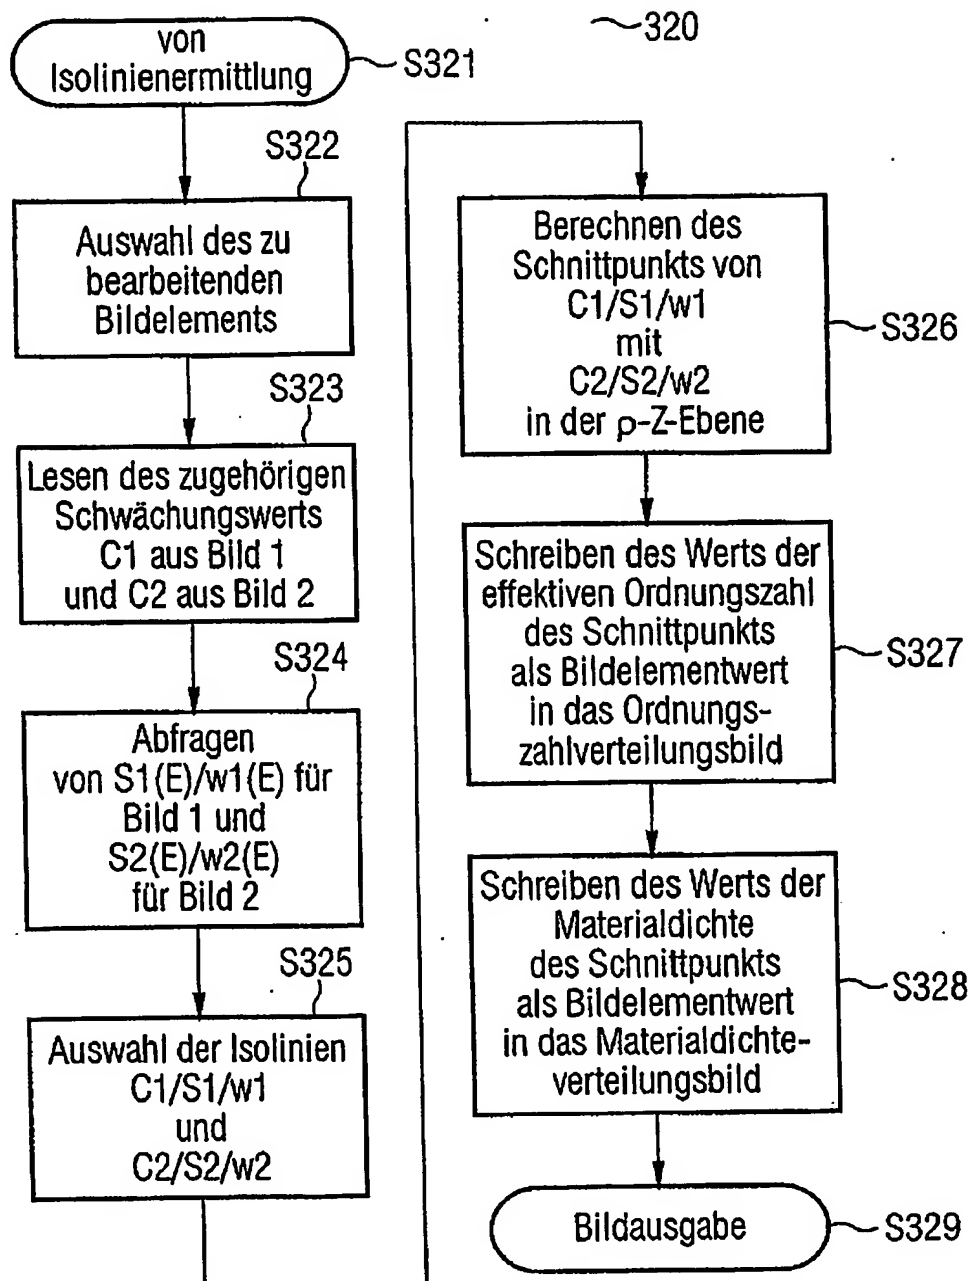 320
von
Isolinienermittlung
S321
S322
Auswahl des zu
bearbeitenden
Bildelements
S323
Lesen des zugehörigen
Schwächungswerts
C1 aus Bild 1
und C2 aus Bild 2
S324
Abfragen
von S1(E)/w1(E) für
Bild 1 und
S2(E)/w2(E)
für Bild 2
S325
Auswahl der Isolinien
C1/S1/w1
und
C2/S2/w2
Berechnen des
Schnittpunkts von
C1/S1/w1
mit
C2/S2/w2
in der ρ-Z-Ebene
S326
Schreiben des Werts der
effektiven Ordnungszahl
des Schnittpunkts
als Bildelementwert
in das Ordnungs-
zahlverteilungsbild
S327
Schreiben des Werts der
Materialdichte
des Schnittpunkts
als Bildelementwert
in das Materialdichte-
verteilungsbild
S328
Bildausgabe
S329